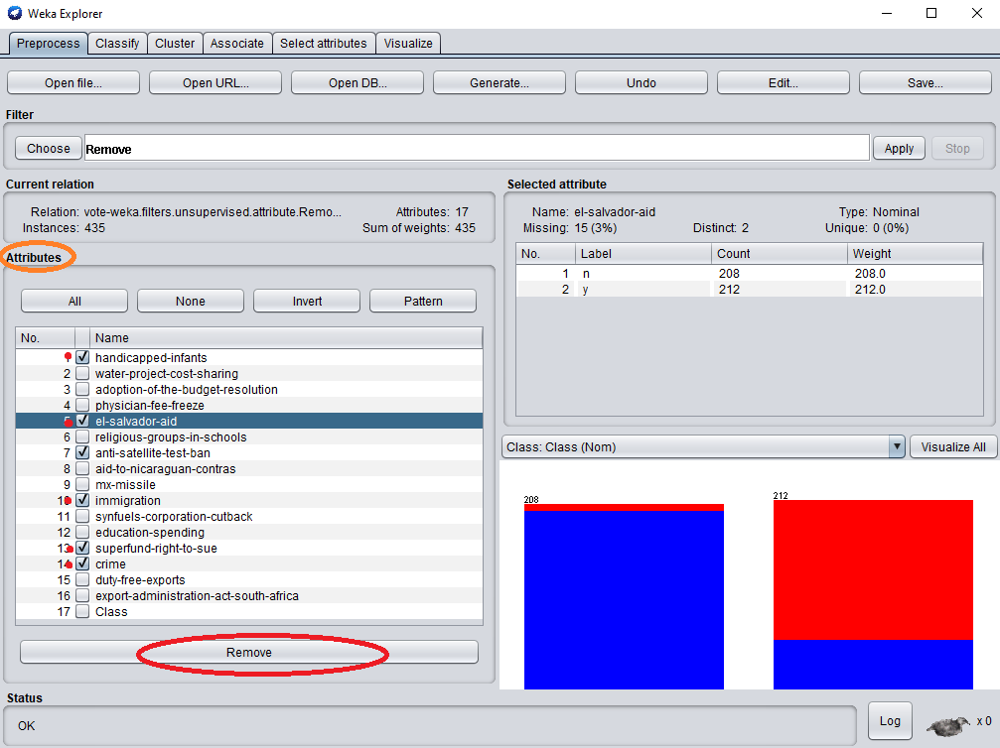 Weka Explorer
Preprocess Classify Cluster Associate Select attributes Visualize
Open file... Open URL... Open DB... Generate... Undo Edit... Save...
Filter
Choose Remove Apply Stop
Current relation
Relation: vote-weka.filters.unsupervised.attribute.Remo... Attributes: 17
Instances: 435 Sum of weights: 435
Attributes
All None Invert Pattern
No. Name
handicapped-infants
2 water-project-cost-sharing
3 adoption-of-the-budget-resolution
4 physician-fee-freeze
5 el-salvador-aid
6 religious-groups-in-schools
7 anti-satellite-test-ban
8 aid-to-nicaraguan-contras
9 mx-missile
10 immigration
11 synfuels-corporation-cutback
12 education-spending
13 superfund-right-to-sue
14 crime
15 duty-free-exports
16 export-administration-act-south-africa
17 Class
Remove
Selected attribute
Name: el-salvador-aid Type: Nominal
Missing: 15 (3%) Distinct: 2 Unique: 0 (0%)
No. Label Count Weight
1 n 208 208.0
2 y 212 212.0
Class: Class (Nom) Visualize All
208 212
Status
OK Log x 0